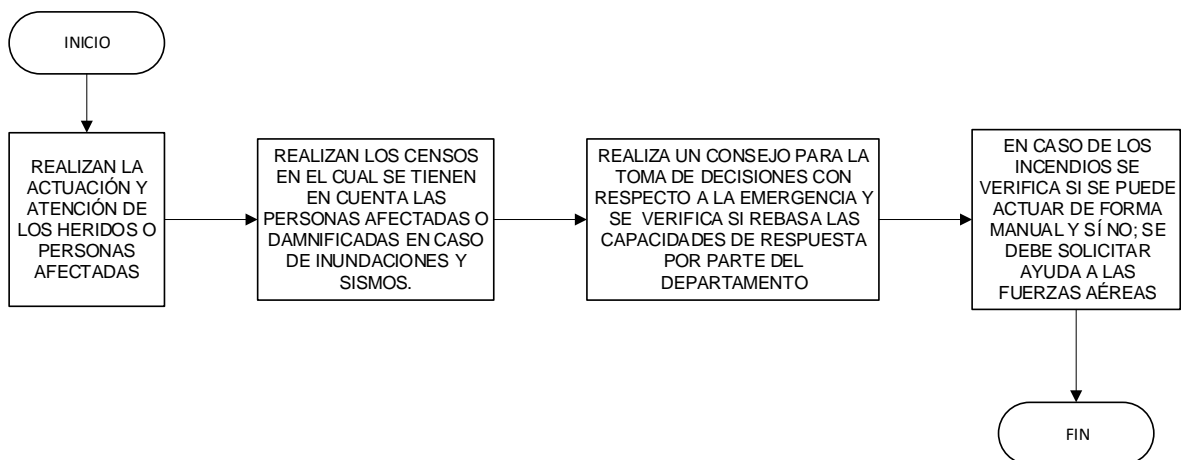 INICIO
REALIZAN LA
ACTUACIÓN Y
ATENCIÓN DE
LOS HERIDOS O
PERSONAS
AFECTADAS
REALIZAN LOS CENSOS
EN EL CUAL SE TIENEN
EN CUENTA LAS
PERSONAS AFECTADAS O
DAMNIFICADAS EN CASO
DE INUNDACIONES Y
SISMOS.
REALIZA UN CONSEJO PARA LA
TOMA DE DECISIONES CON
RESPECTO A LA EMERGENCIA Y
SE VERIFICA SI REBASA LAS
CAPACIDADES DE RESPUESTA
POR PARTE DEL
DEPARTAMENTO
EN CASO DE LOS
INCENDIOS SE
VERIFICA SI SE PUEDE
ACTUAR DE FORMA
MANUAL Y SÍ NO; SE
DEBE SOLICITAR
AYUDA A LAS
FUERZAS AÉREAS
FIN